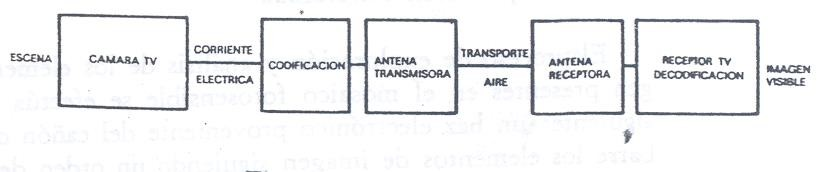 ESCENA
CAMARA TV
CORRIENTE
ELECTRICA
CODIFICACION
ANTENA
TRANSMISORA
TRANSPORTE
AIRE
ANTENA
RECEPTORA
RECEPTOR TV
DECODIFICACION
IMAGEN
VISIBLE